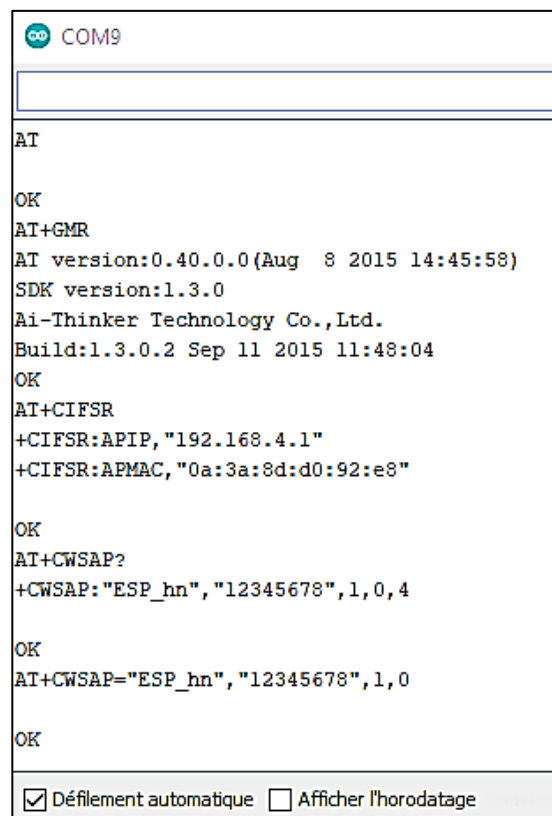 COM9
AT
OK
AT+GMR
AT version:0.40.0.0(Aug  8 2015 14:45:58)
SDK version:1.3.0
Ai-Thinker Technology Co.,Ltd.
Build:1.3.0.2 Sep 11 2015 11:48:04
OK
AT+CIFSR
+CIFSR:APIP,"192.168.4.1"
+CIFSR:APMAC,"0a:3a:8d:d0:92:e8"
OK
AT+CWSAP?
+CWSAP:"ESP_hn","12345678",1,0,4
OK
AT+CWSAP="ESP_hn","12345678",1,0
OK
Défilement automatique Afficher l'horodatage